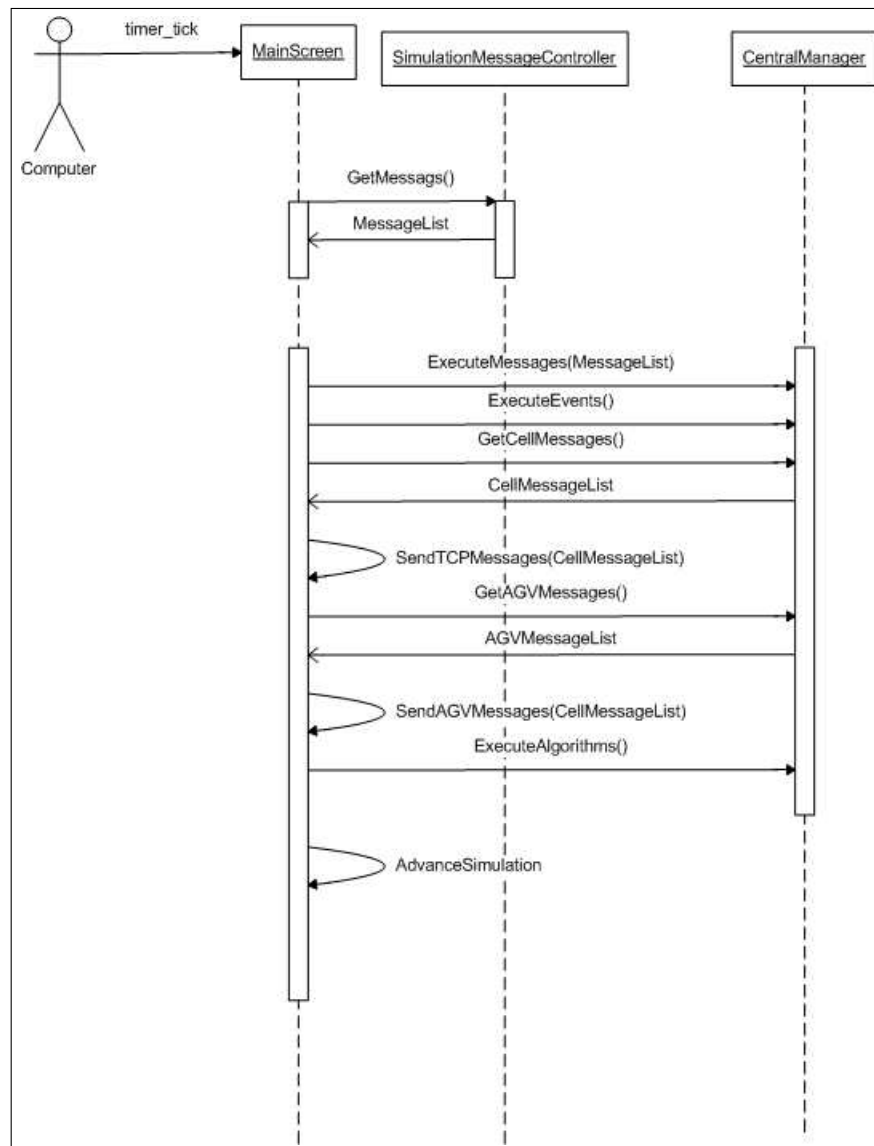 timer_tick
MainScreen
SimulationMessageController
CentralManager
Computer
GetMessags()
MessageList
ExecuteMessages(MessageList)
ExecuteEvents()
GetCellMessages()
CellMessageList
SendTCPMessages(CellMessageList)
GetAGVMessages()
AGVMessageList
SendAGVMessages(CellMessageList)
ExecuteAlgorithms()
AdvanceSimulation